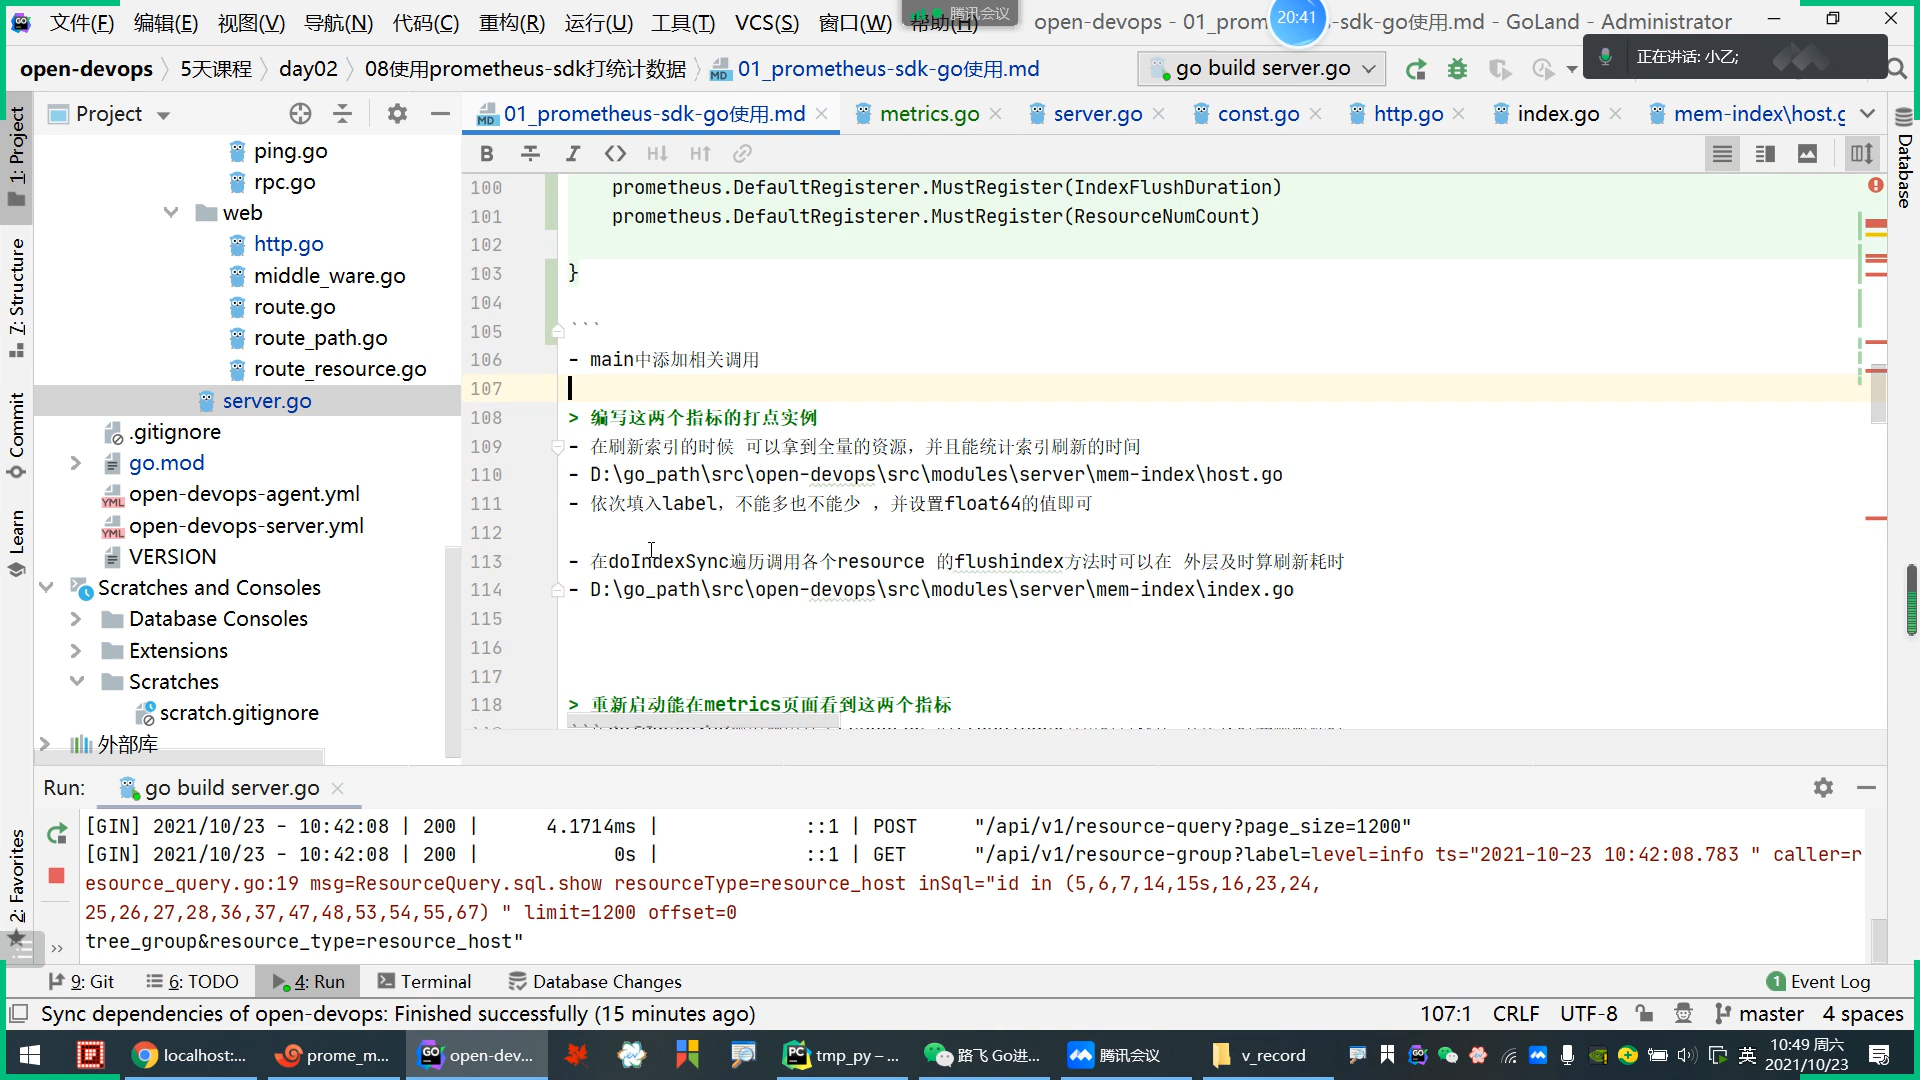 文件(F) 编辑(E) 视图(V) 导航(N) 代码(C) 重构(R) 运行(U) 工具(T) VCS(S) 窗口(W) 帮助(H) open-devops - 01_prom -sdk-go使用.md - GoLand - Administrator
腾讯会议
20:41
正在讲话: 小乙;
open-devops 5天课程 day02 08使用prometheus-sdk打统计数据 01_prometheus-sdk-go使用.md go build server.go
Project
01_prometheus-sdk-go使用.md metrics.go server.go const.go http.go index.go mem-index\host.g
1: Project
7: Structure
Commit
Learn
2: Favorites
Database
ping.go
rpc.go
web
http.go
middle_ware.go
route.go
route_path.go
route_resource.go
server.go
.gitignore
go.mod
open-devops-agent.yml
open-devops-server.yml
VERSION
Scratches and Consoles
Database Consoles
Extensions
Scratches
scratch.gitignore
外部库
100 prometheus.DefaultRegisterer.MustRegister(IndexFlushDuration)
101 prometheus.DefaultRegisterer.MustRegister(ResourceNumCount)
102
103 }
104
105 ```
106 - main中添加相关调用
107
108 > 编写这两个指标的打点实例
109 - 在刷新索引的时候 可以拿到全量的资源，并且能统计索引刷新的时间
110 - D:\go_path\src\open-devops\src\modules\server\mem-index\host.go
111 - 依次填入label，不能多也不能少 ，并设置float64的值即可
112
113 - 在doIndexSync遍历调用各个resource 的flushindex方法时可以在 外层及时算刷新耗时
114 - D:\go_path\src\open-devops\src\modules\server\mem-index\index.go
115
116
117
118 > 重新启动能在metrics页面看到这两个指标
Run: go build server.go
[GIN] 2021/10/23 - 10:42:08 | 200 | 4.1714ms | ::1 | POST "/api/v1/resource-query?page_size=1200"
[GIN] 2021/10/23 - 10:42:08 | 200 | 0s | ::1 | GET "/api/v1/resource-group?label=level=info ts="2021-10-23 10:42:08.783 " caller=r
esource_query.go:19 msg=ResourceQuery.sql.show resourceType=resource_host inSql="id in (5,6,7,14,15s,16,23,24,
25,26,27,28,36,37,47,48,53,54,55,67) " limit=1200 offset=0
tree_group&resource_type=resource_host"
9: Git 6: TODO 4: Run Terminal Database Changes 1 Event Log
Sync dependencies of open-devops: Finished successfully (15 minutes ago) 107:1 CRLF UTF-8 master 4 spaces
localhost:... prome_m... open-dev... tmp_py – ... 路飞 Go进... 腾讯会议 v_record 英 10:49 周六
2021/10/23